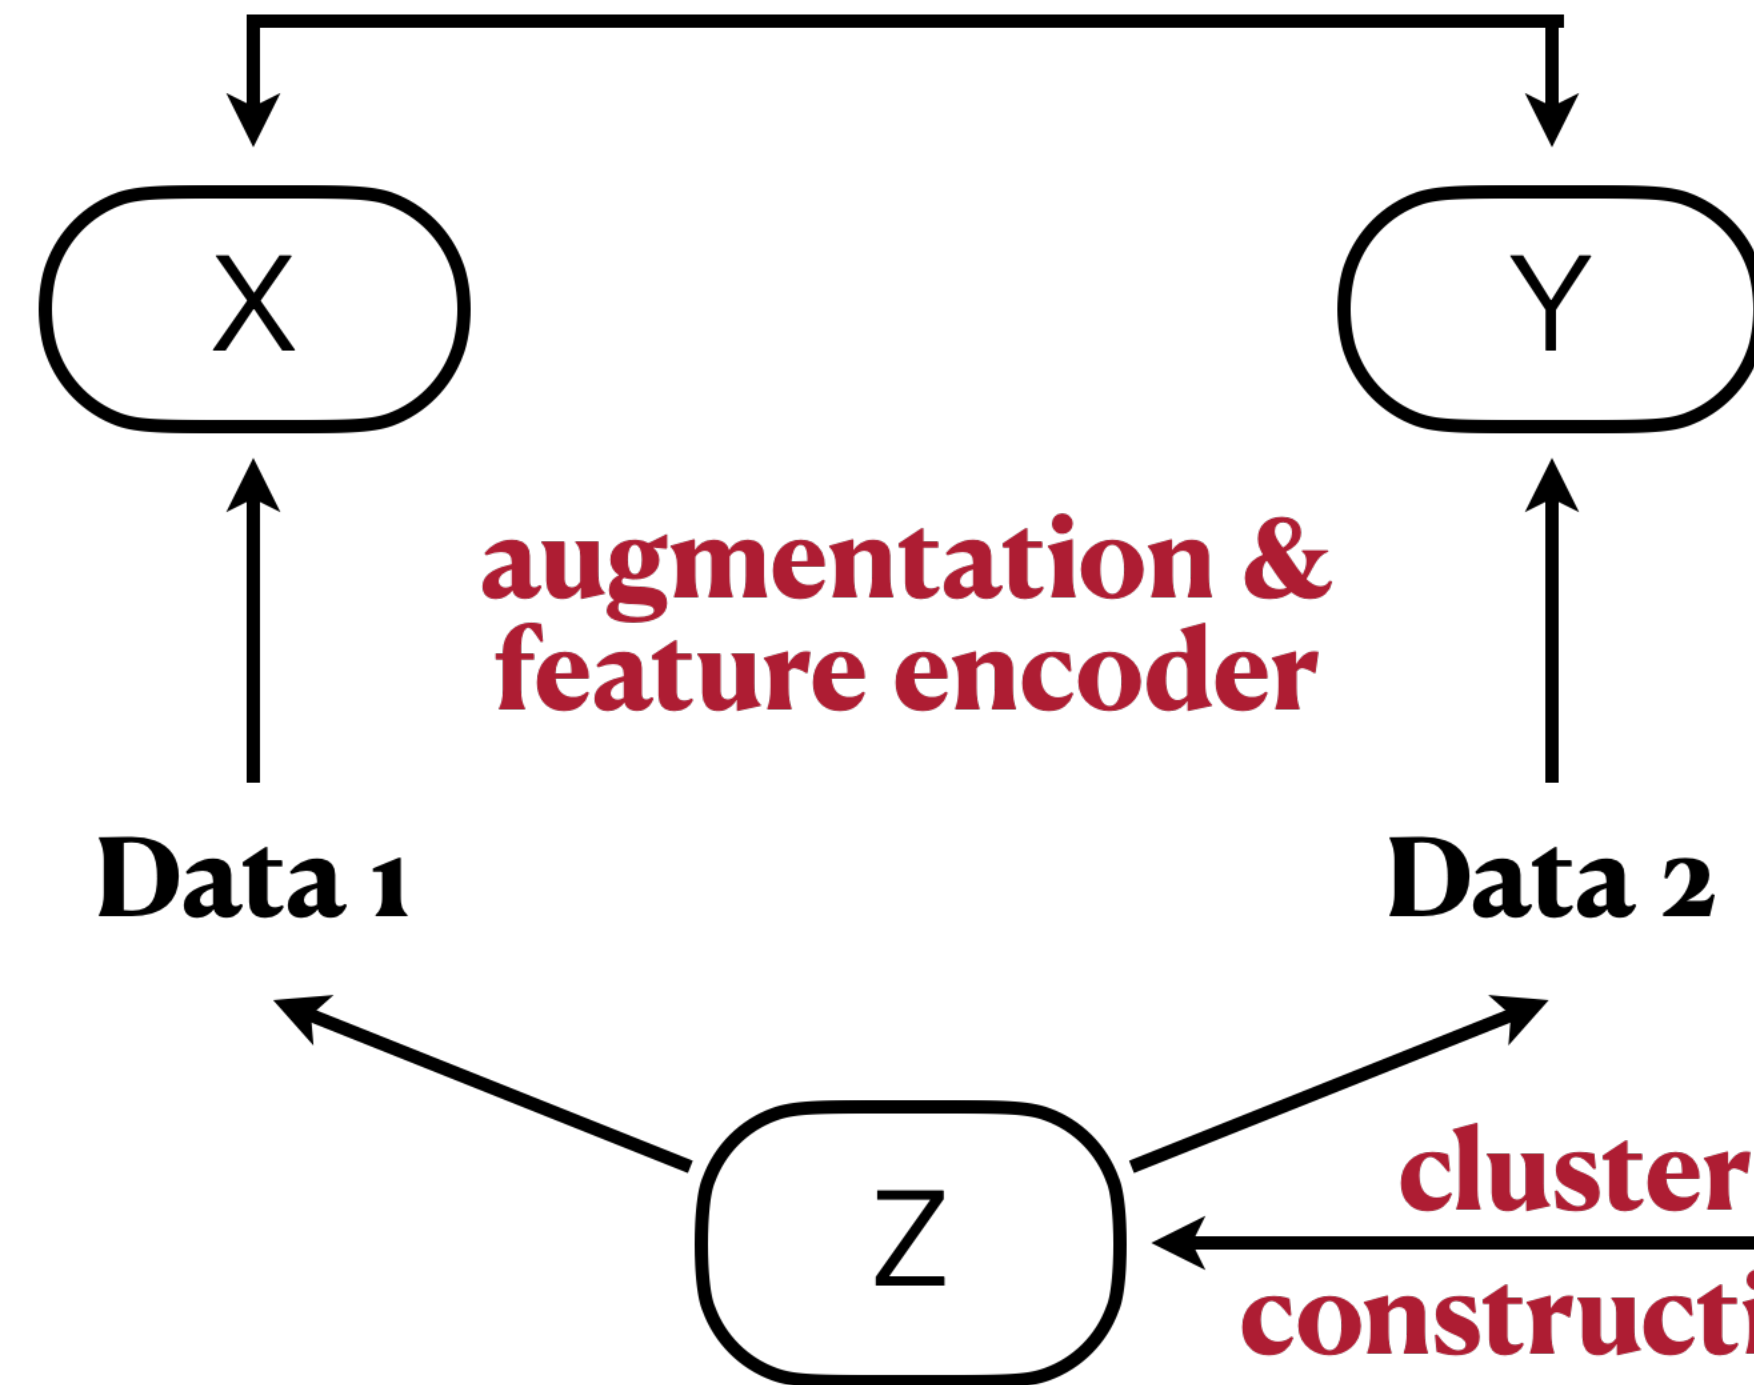 X
Y
augmentation &
feature encoder
Data 1
Data 2
Z
cluster